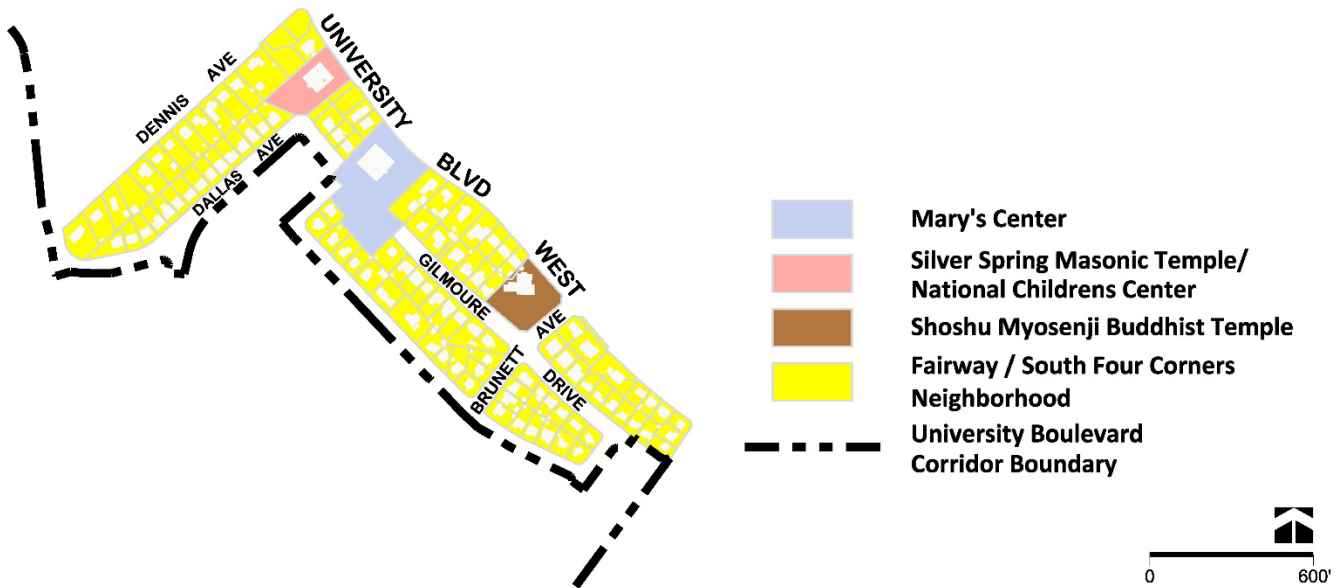 UNIVERSITY
DENNIS AVE
DALLAS AVE
BLVD
WEST
GILMOURE
BRUNETT AVE
DRIVE
Mary's Center
Silver Spring Masonic Temple/
National Childrens Center
Shoshu Myosenji Buddhist Temple
Fairway / South Four Corners
Neighborhood
University Boulevard
Corridor Boundary
0 600'